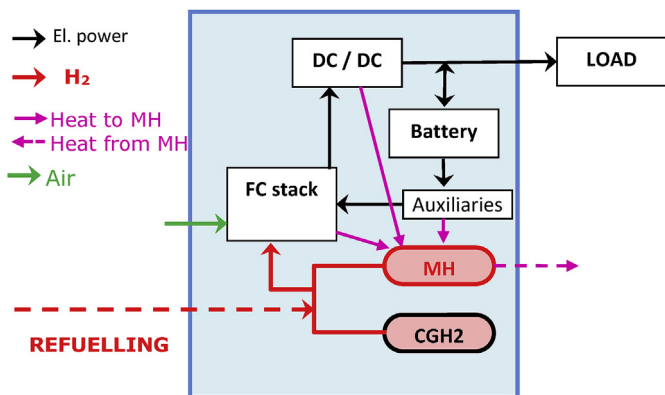 El. power
H₂
Heat to MH
Heat from MH
Air
DC / DC
LOAD
Battery
FC stack
Auxiliaries
MH
REFUELLING
CGH2